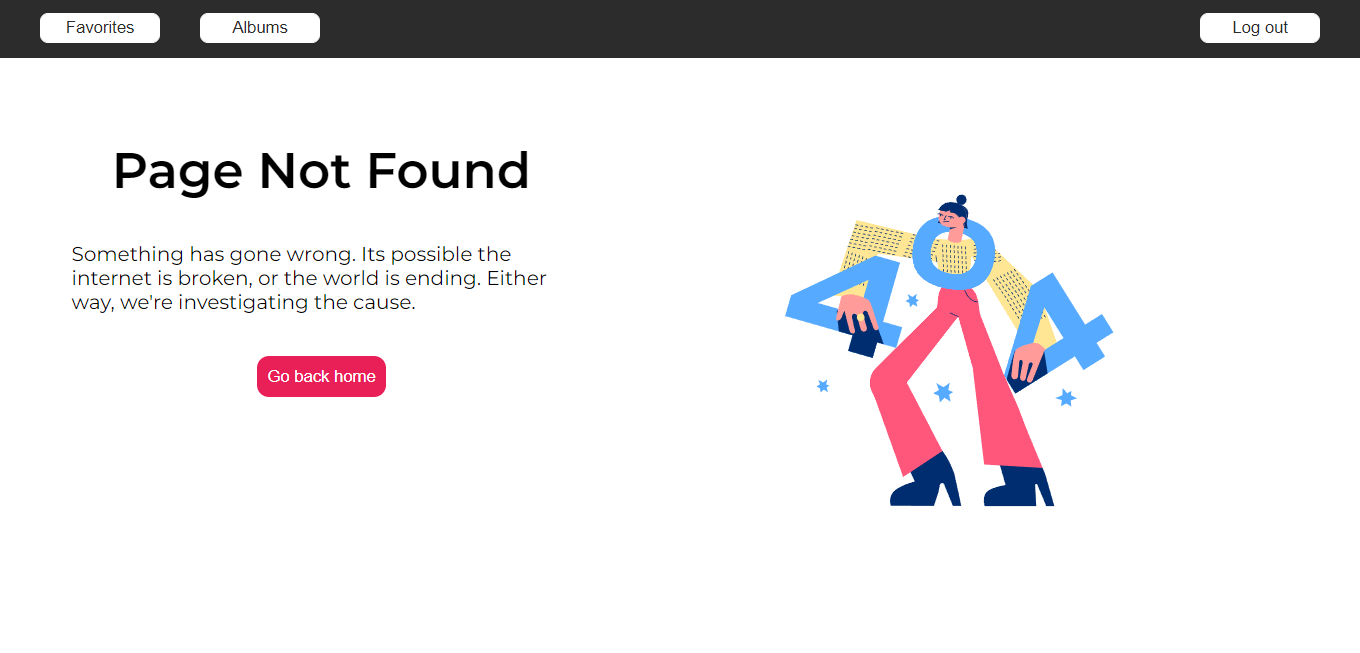 Favorites
Albums
Log out
Page Not Found
Something has gone wrong. Its possible the
internet is broken, or the world is ending. Either
way, we're investigating the cause.
Go back home
404